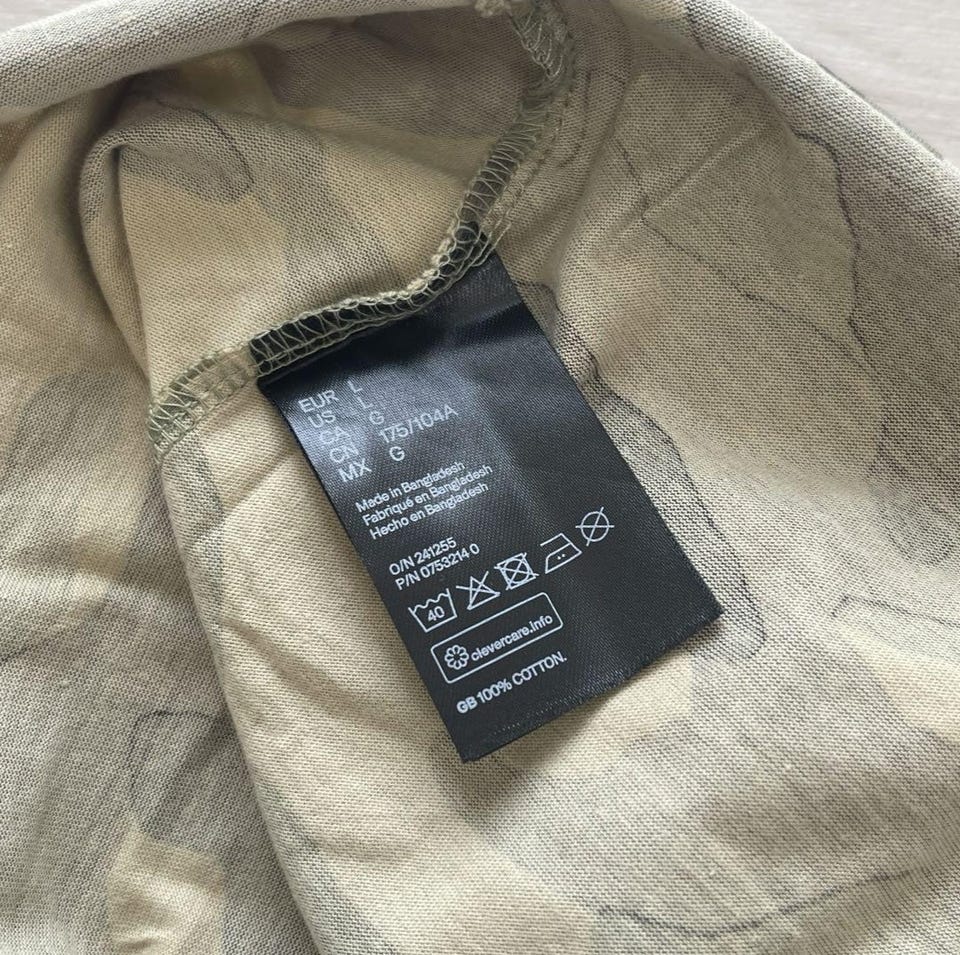 EUR L
US L
CA G
CN 175/104A
MX G
Made in Bangladesh
Fabriqué en Bangladesh
Hecho en Bangladesh
O/N 241255
P/N 0753214 0
40
clevercare.info
GB 100% COTTON.